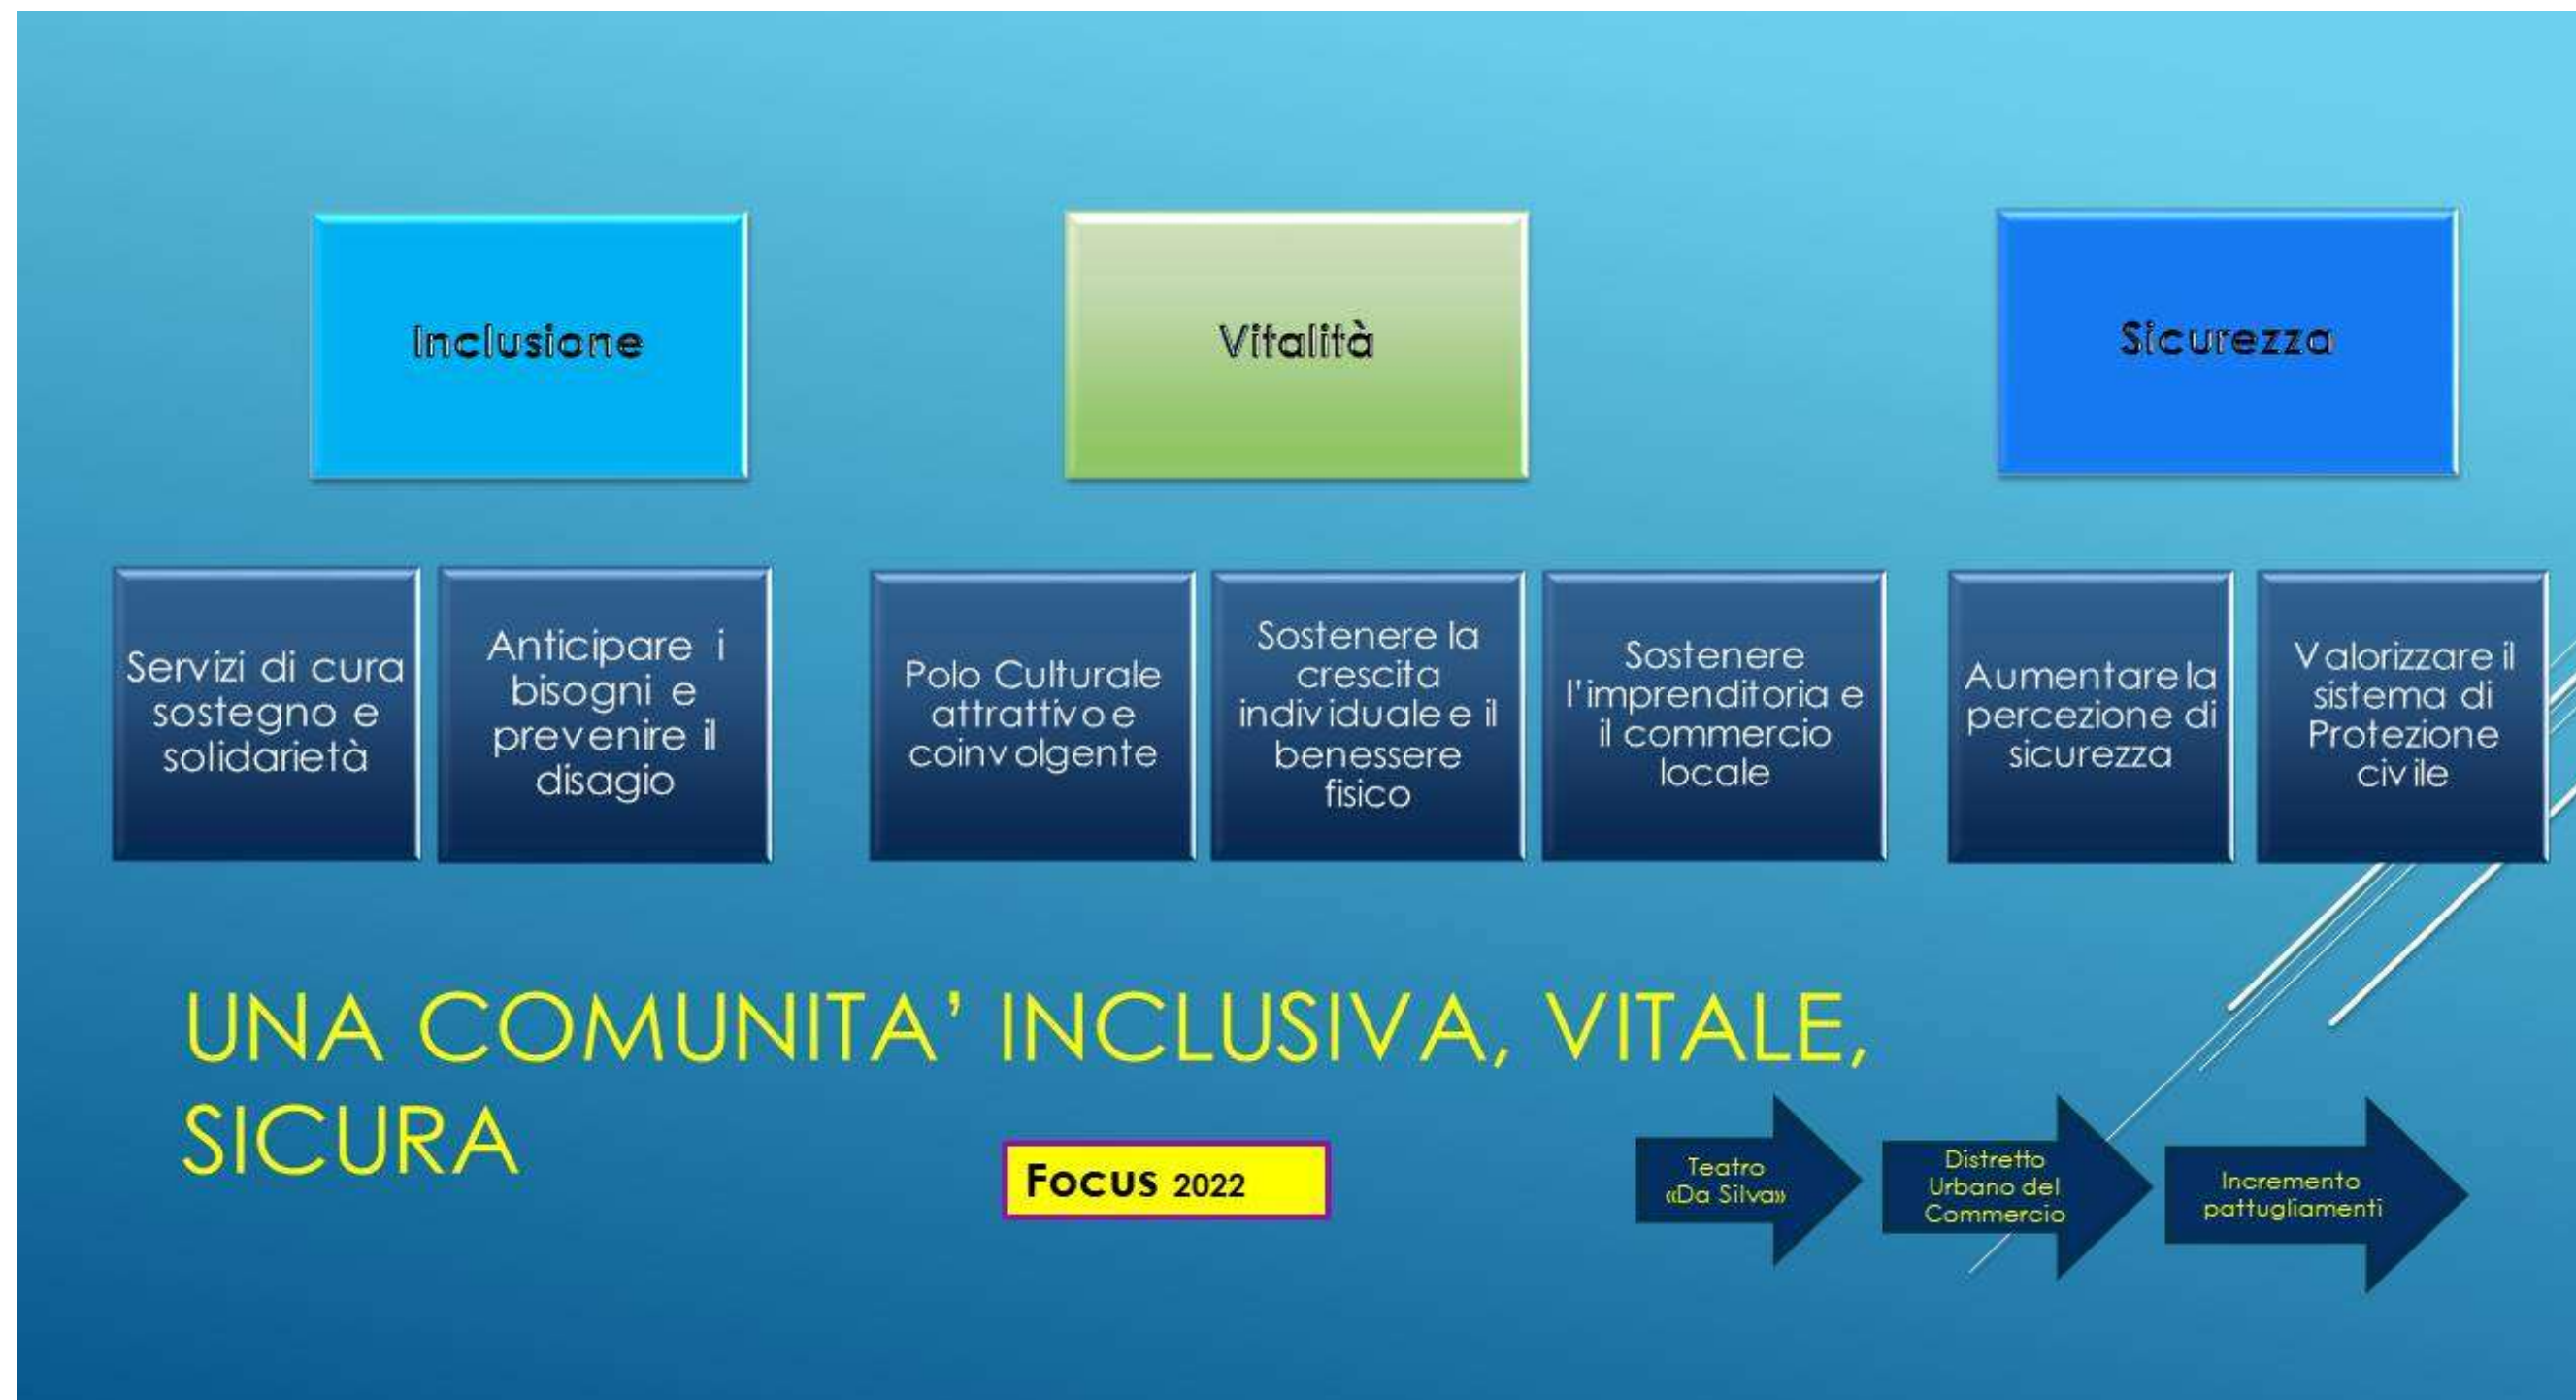 Inclusione
Vitalità
Sicurezza
Servizi di cura
sostegno e
solidarietà
Anticipare i
bisogni e
prevenire il
disagio
Polo Culturale
attrattivo e
coinvolgente
Sostenere la
crescita
individuale e il
benessere
fisico
Sostenere
l'imprenditoria e
il commercio
locale
Aumentare la
percezione di
sicurezza
Valorizzare il
sistema di
Protezione
civile
UNA COMUNITA' INCLUSIVA, VITALE,
SICURA
Focus 2022
Teatro
«Da Silva»
Distretto
Urbano del
Commercio
Incremento
pattugliamenti